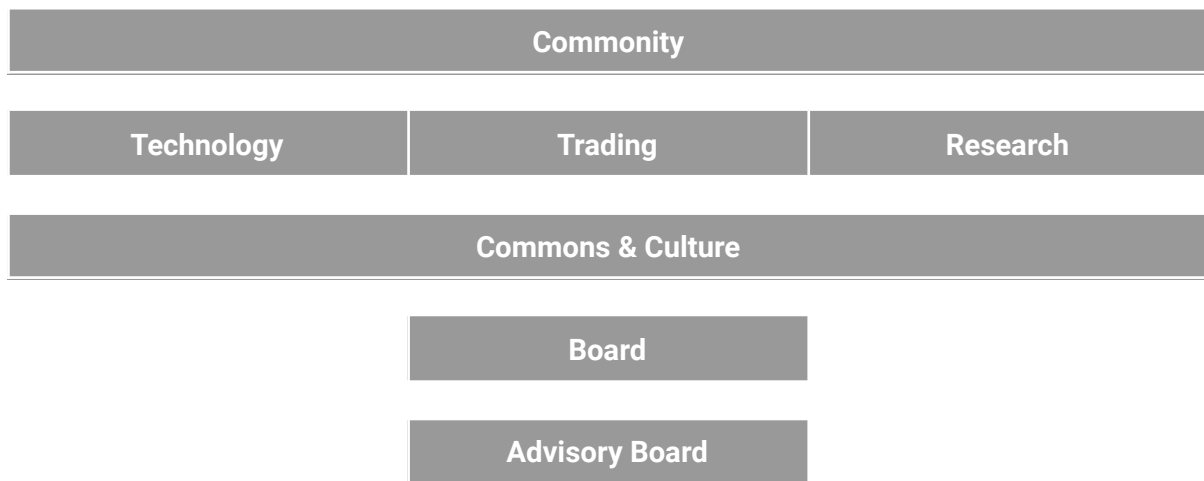 Commonity
Technology Trading Research
Commons & Culture
Board
Advisory Board